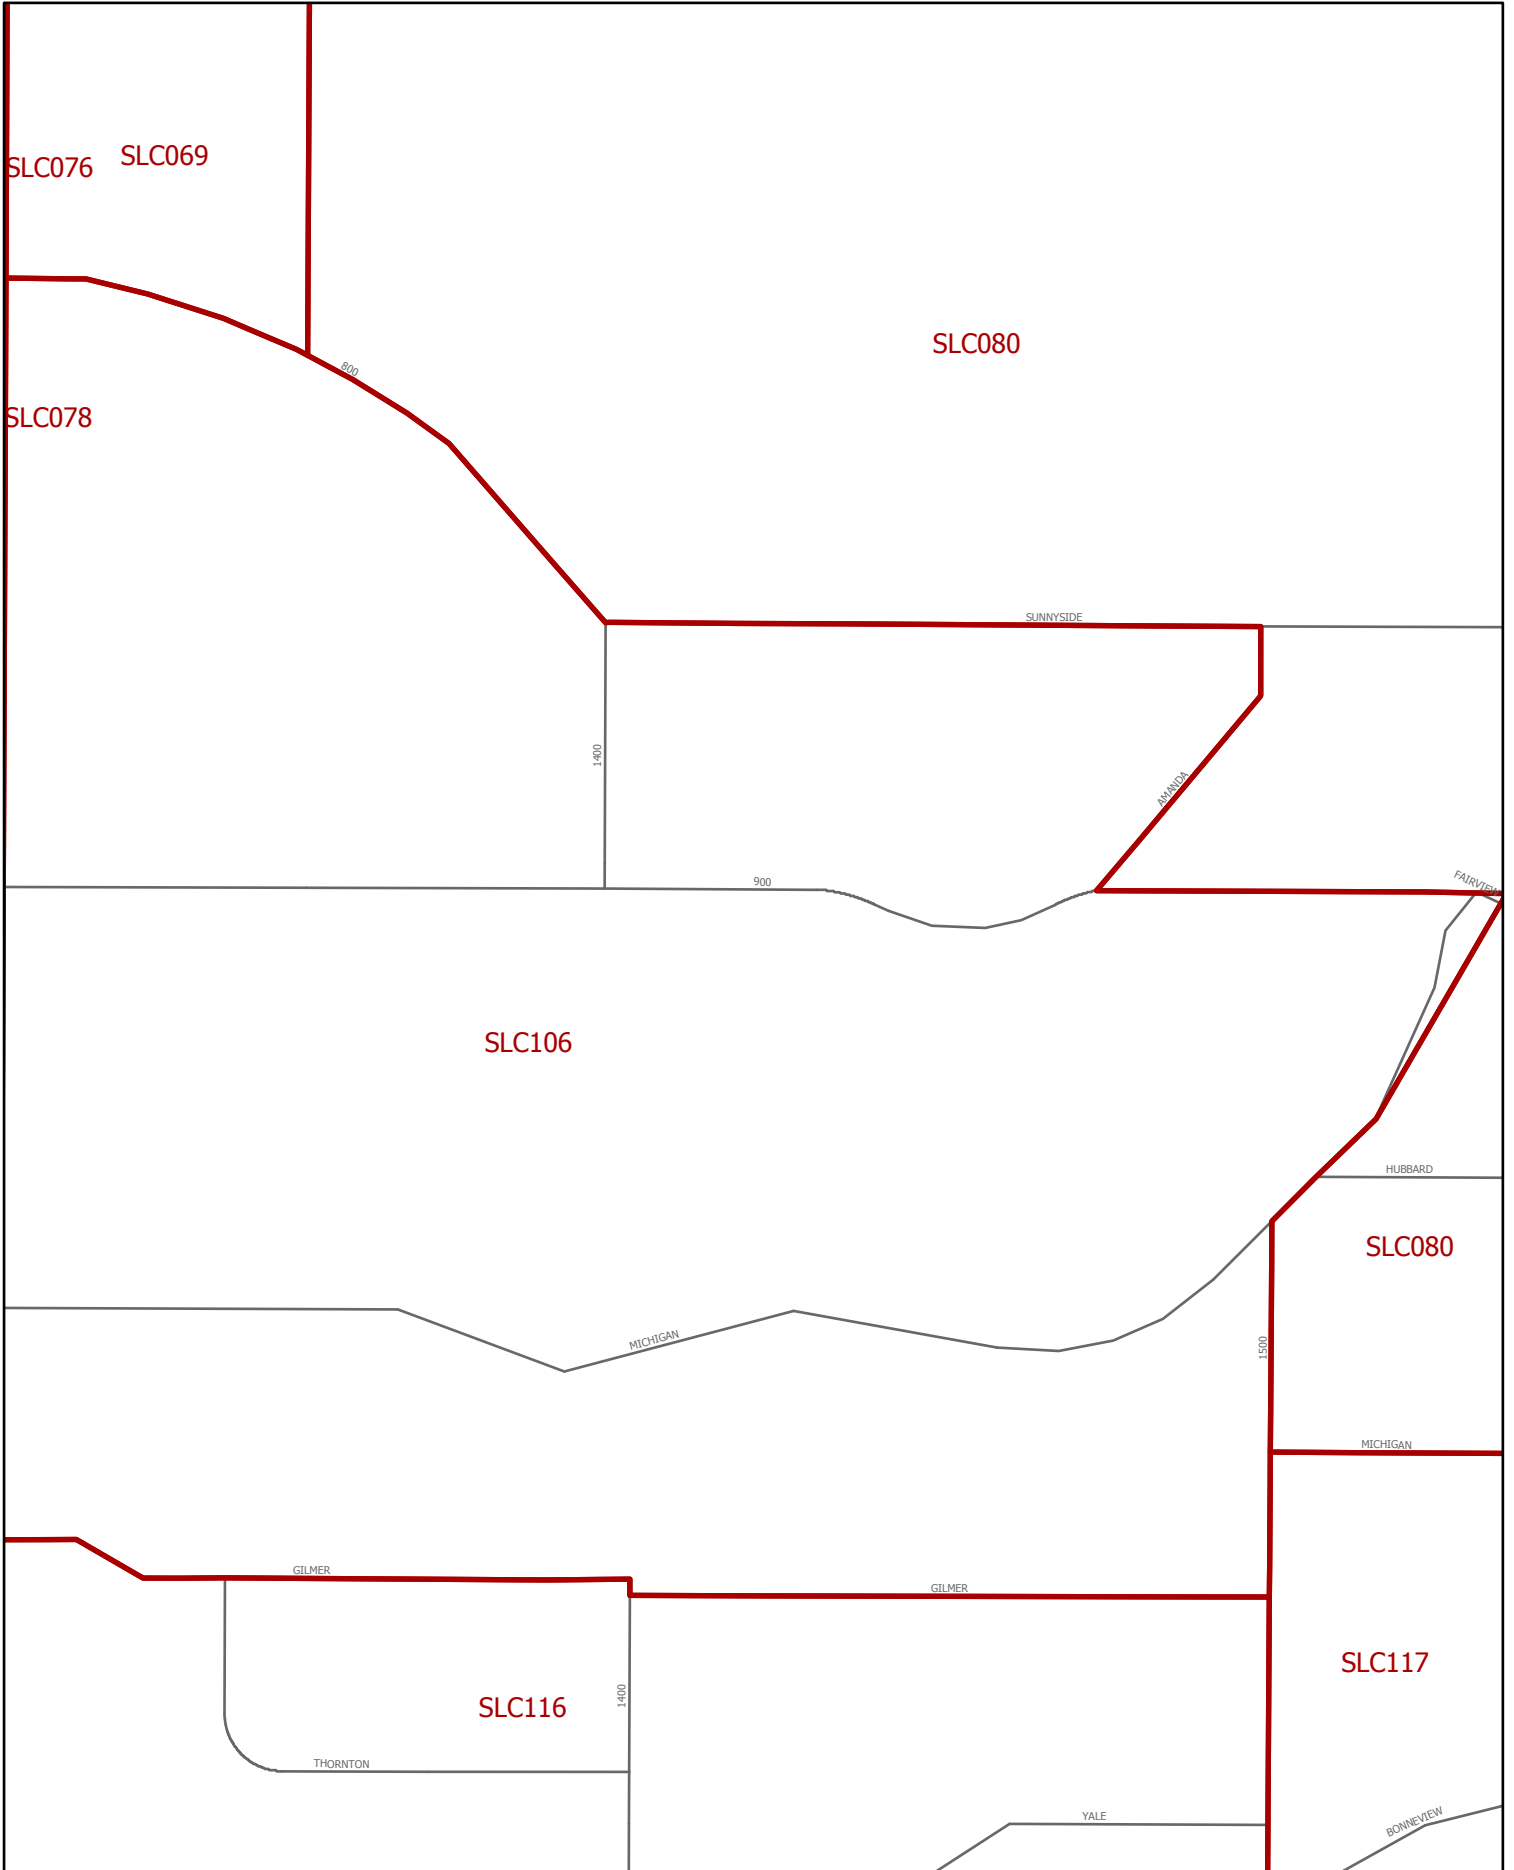 SLC069
SLC076
SLC080
800
SLC078
SUNNYSIDE
1400
AMANDA
900
FAIRVIEW
SLC106
HUBBARD
SLC080
MICHIGAN
1500
MICHIGAN
GILMER
GILMER
SLC117
1400
SLC116
THORNTON
YALE
BONNEVIEW